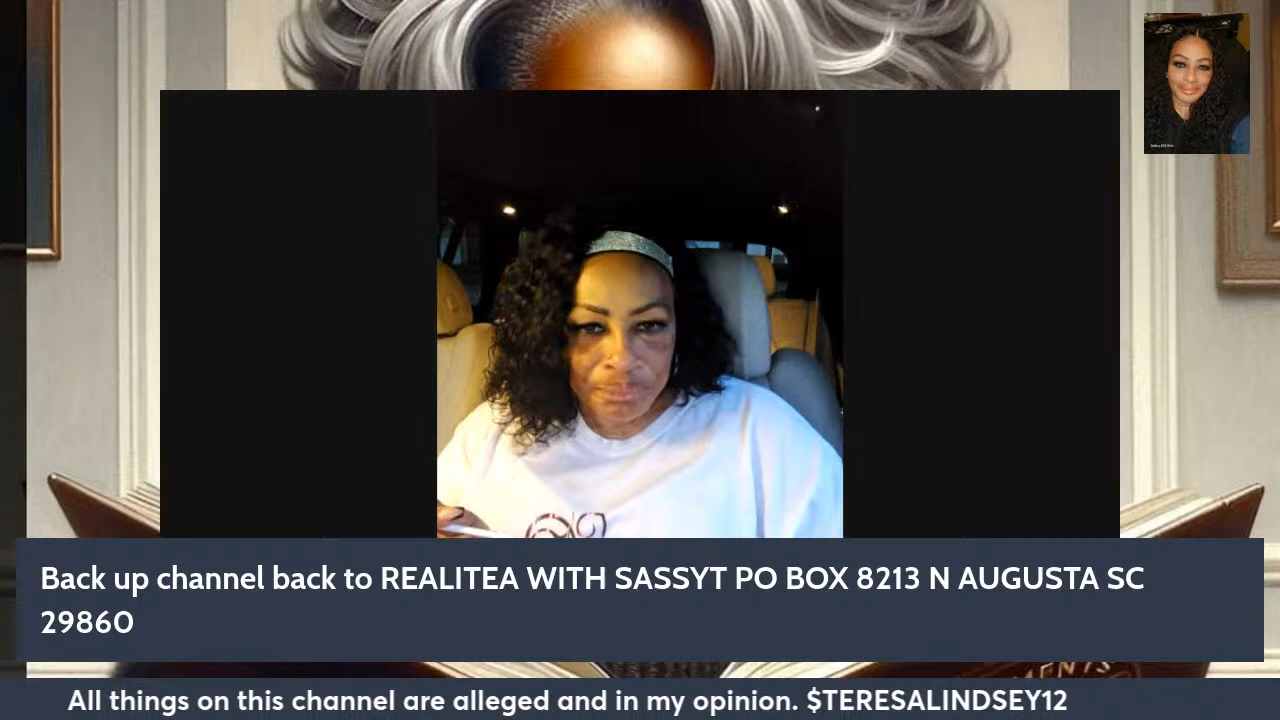 Back up channel back to REALITEA WITH SASSYT PO BOX 8213 N AUGUSTA SC
29860
All things on this channel are alleged and in my opinion. $TERESALINDSEY12